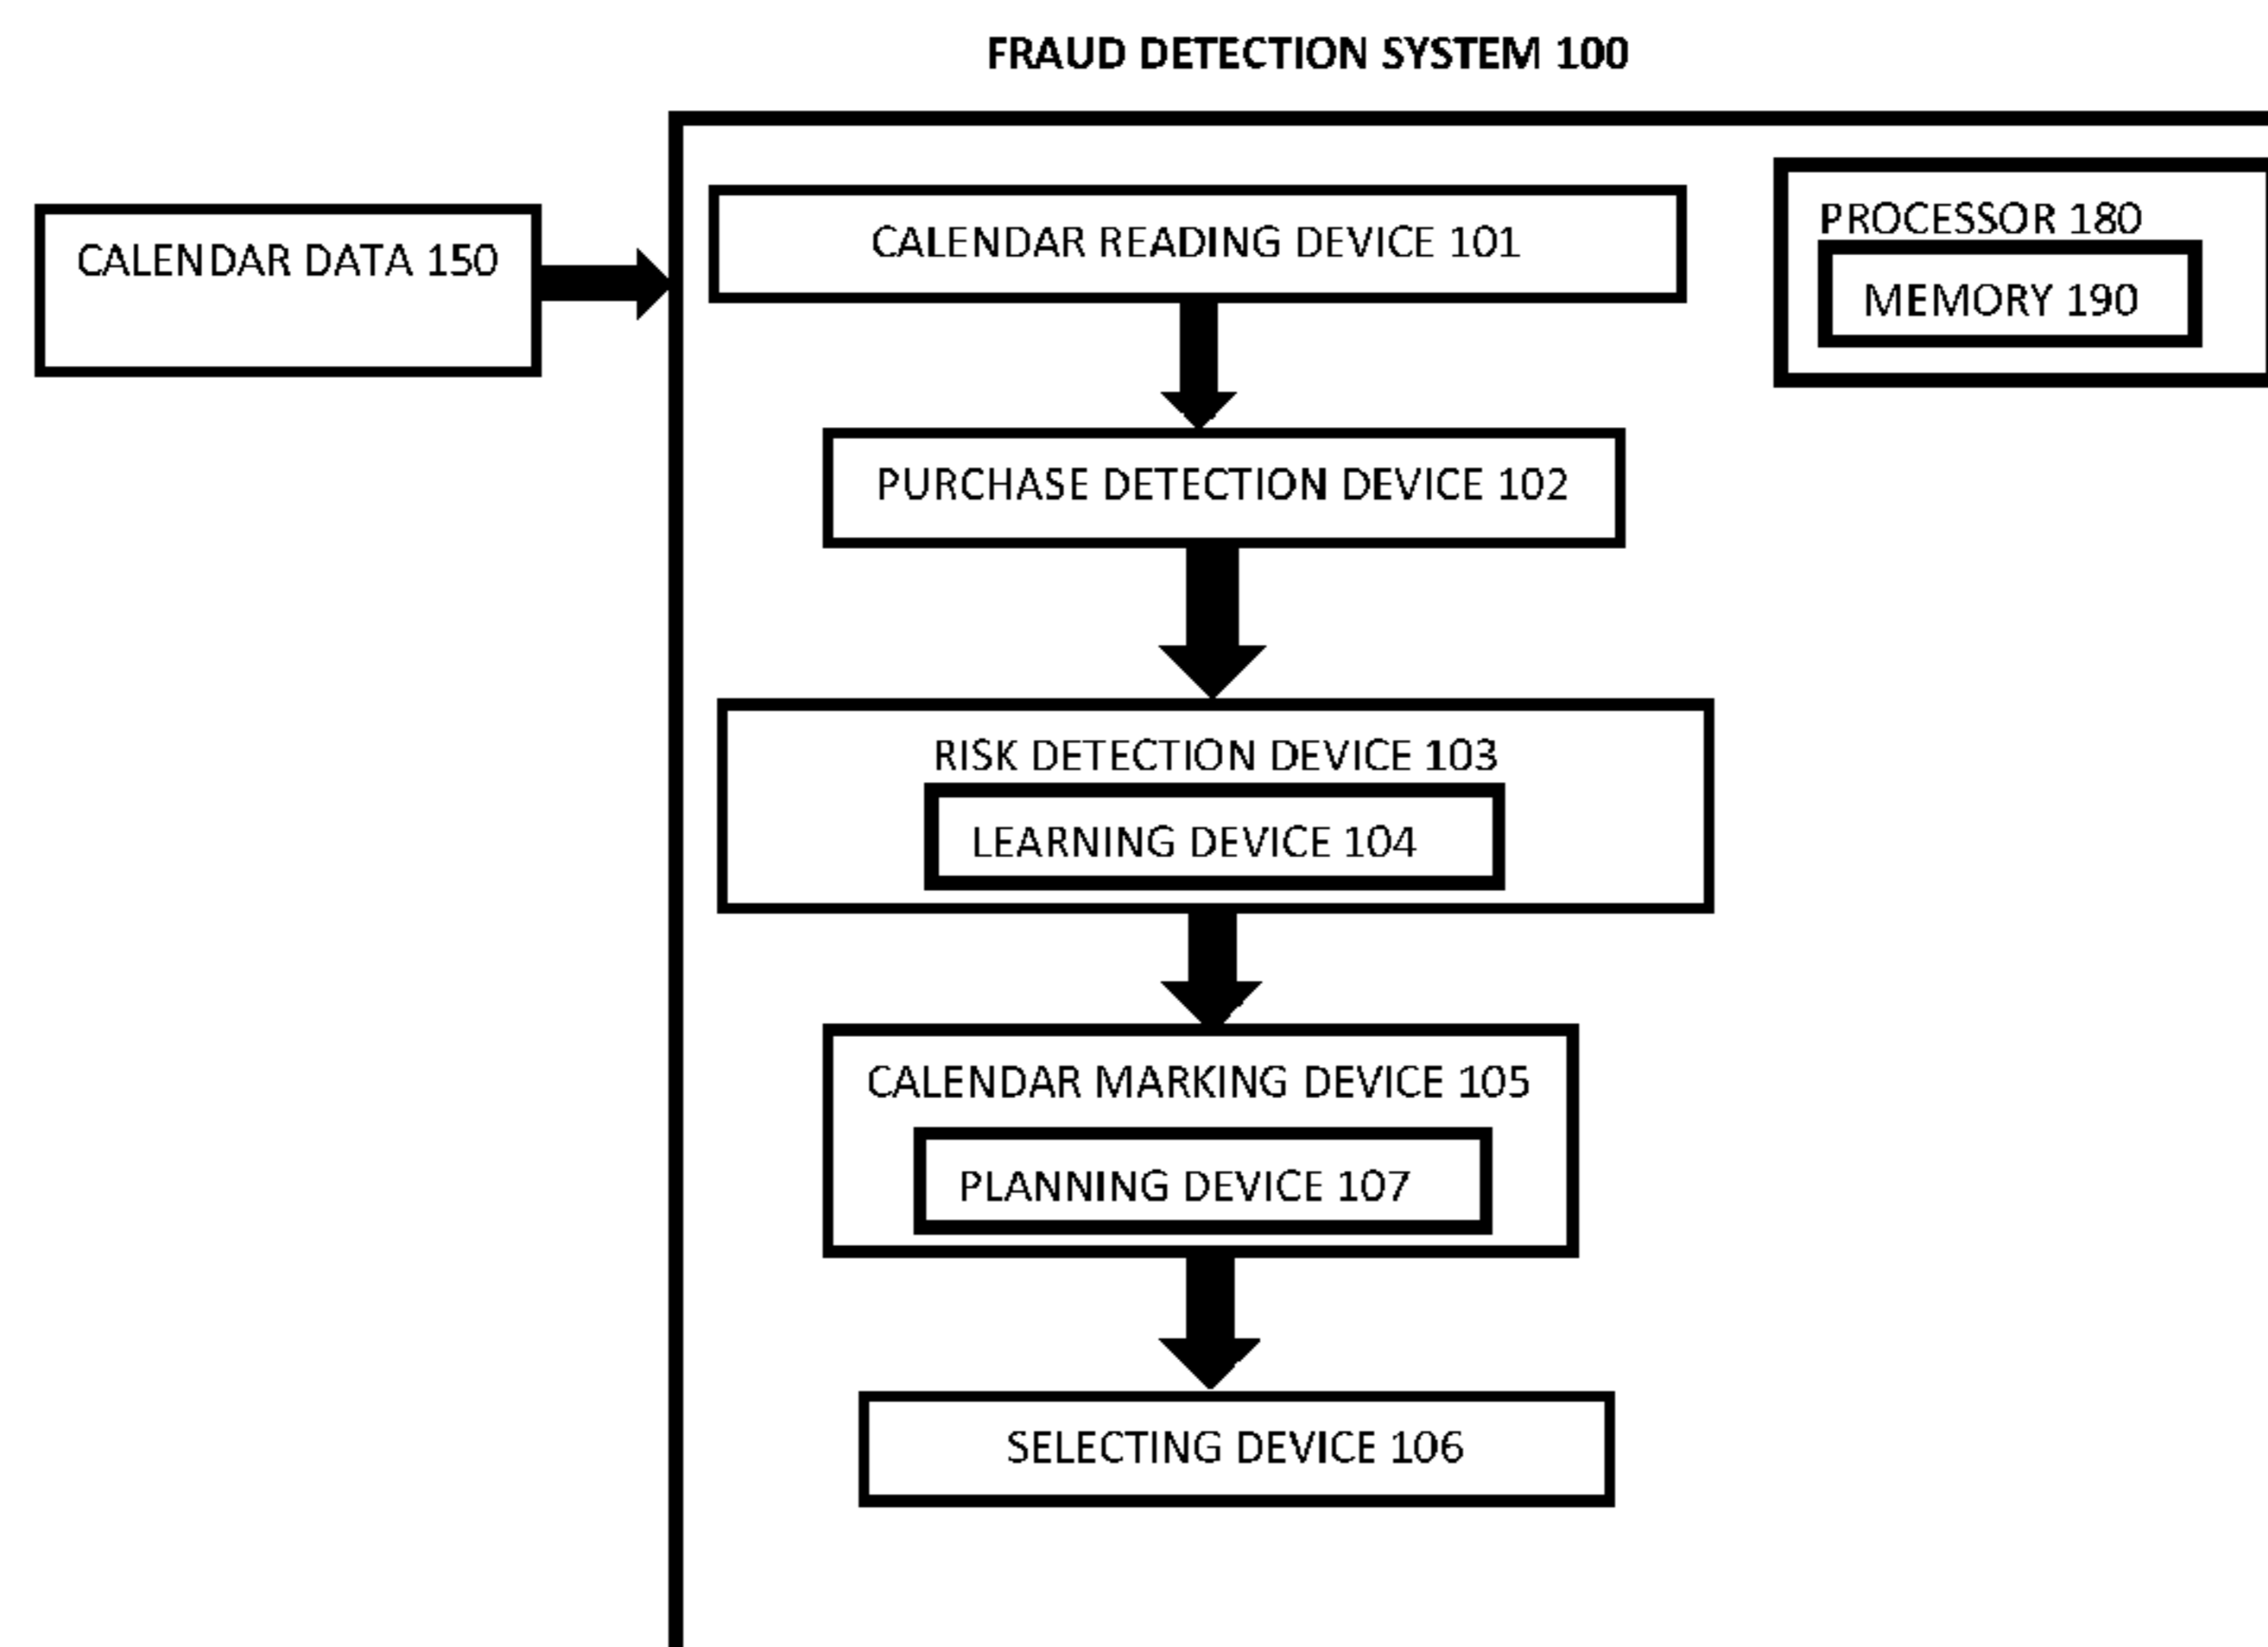 FRAUD DETECTION SYSTEM 100
CALENDAR DATA 150
CALENDAR READING DEVICE 101
PROCESSOR 180
MEMORY 190
PURCHASE DETECTION DEVICE 102
RISK DETECTION DEVICE 103
LEARNING DEVICE 104
CALENDAR MARKING DEVICE 105
PLANNING DEVICE 107
SELECTING DEVICE 106